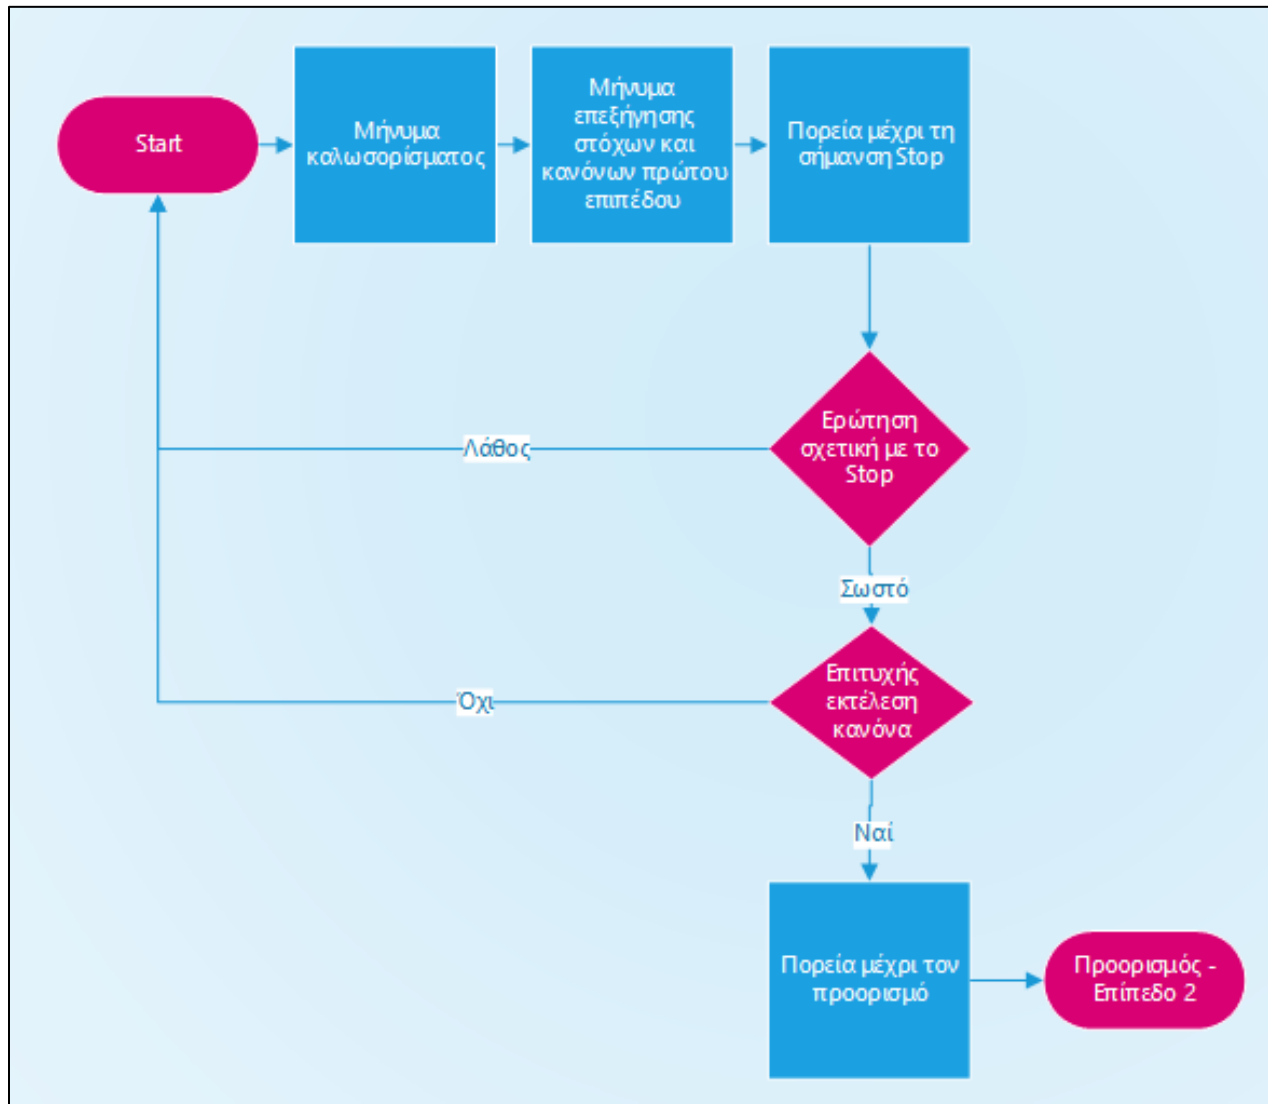 Start
Μήνυμα
καλωσορίσματος
Μήνυμα
επεξήγησης
στόχων και
κανόνων πρώτου
επιπέδου
Πορεία μέχρι τη
σήμανση Stop
Ερώτηση
σχετική με το
Stop
Λάθος
Σωστό
Επιτυχής
εκτέλεση
κανόνα
Όχι
Ναί
Πορεία μέχρι τον
προορισμό
Προορισμός -
Επίπεδο 2